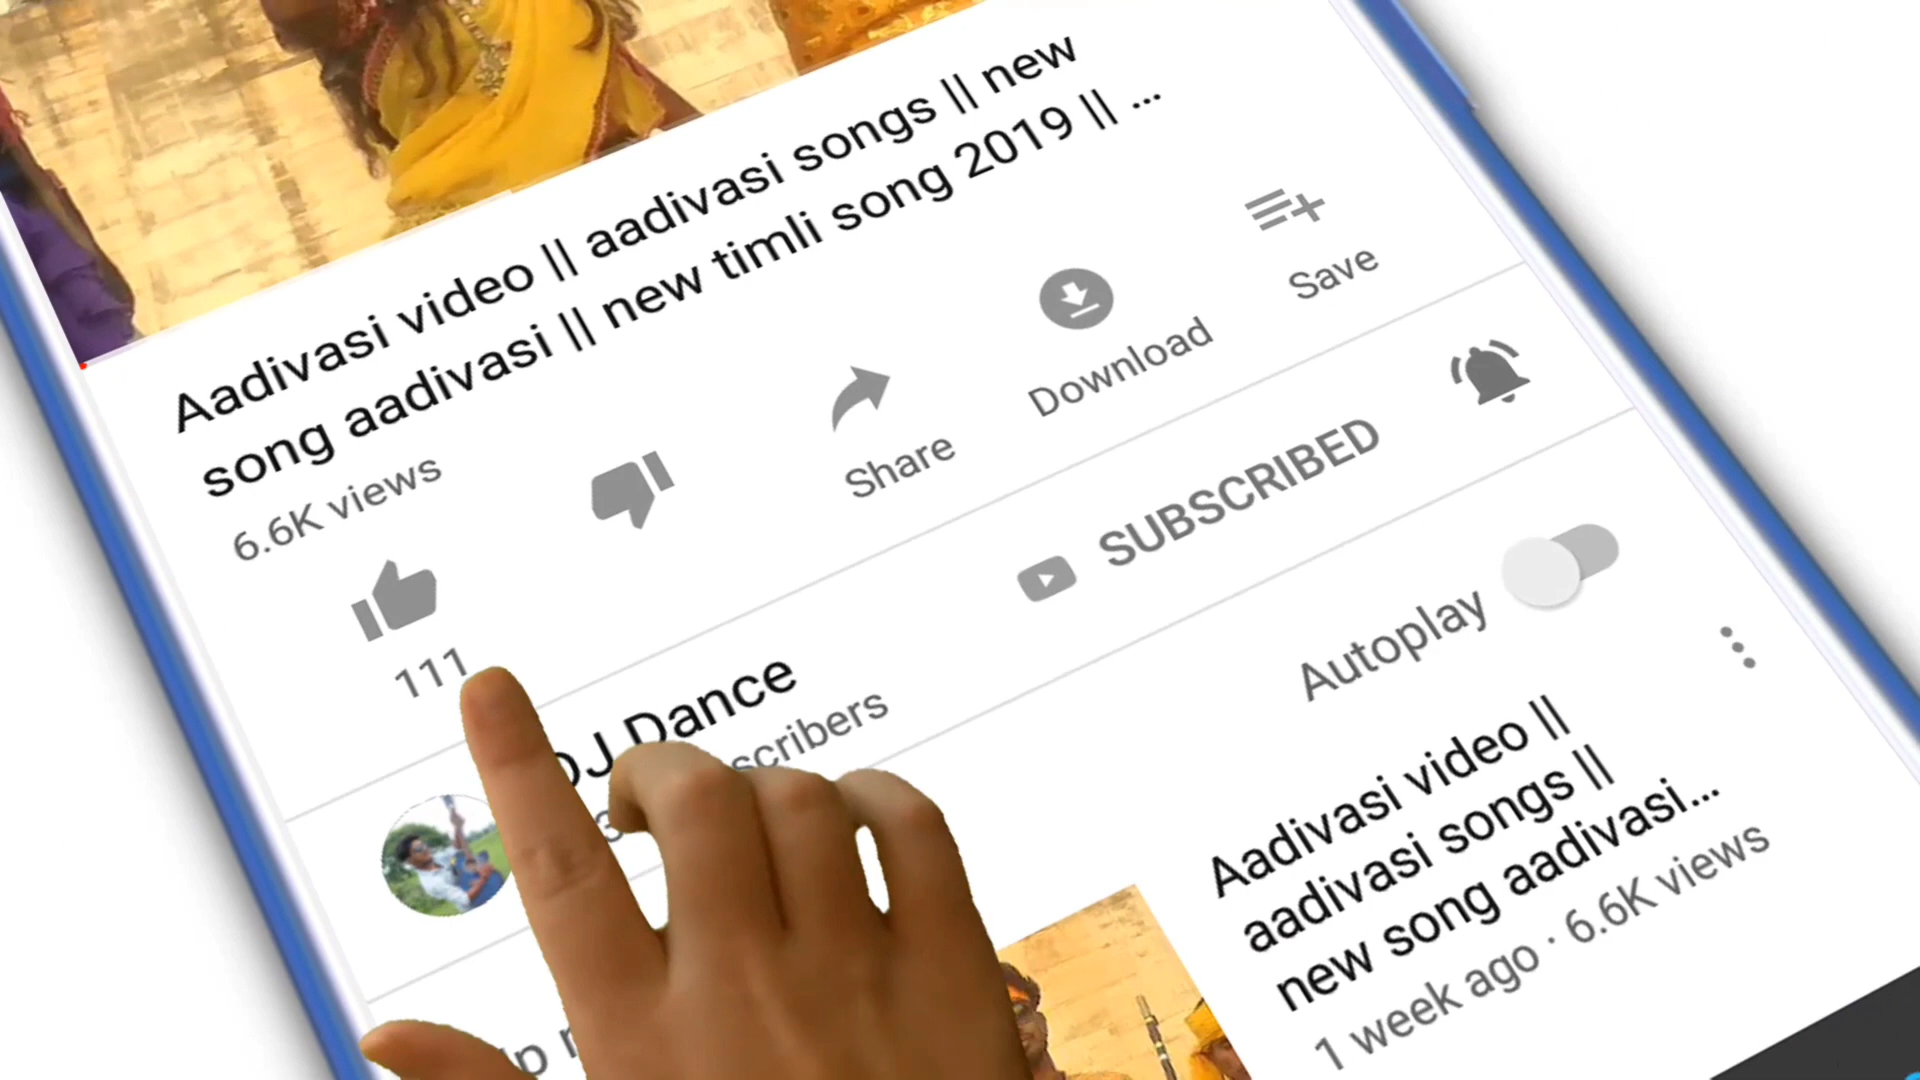 Aadivasi video || aadivasi songs || new
song aadivasi || new timli song 2019 || ...
6.6K views
111
Share
Download
Save
DJ Dance
SUBSCRIBED
Autoplay
Aadivasi video ||
aadivasi songs ||
new song aadivasi...
1 week ago · 6.6K views